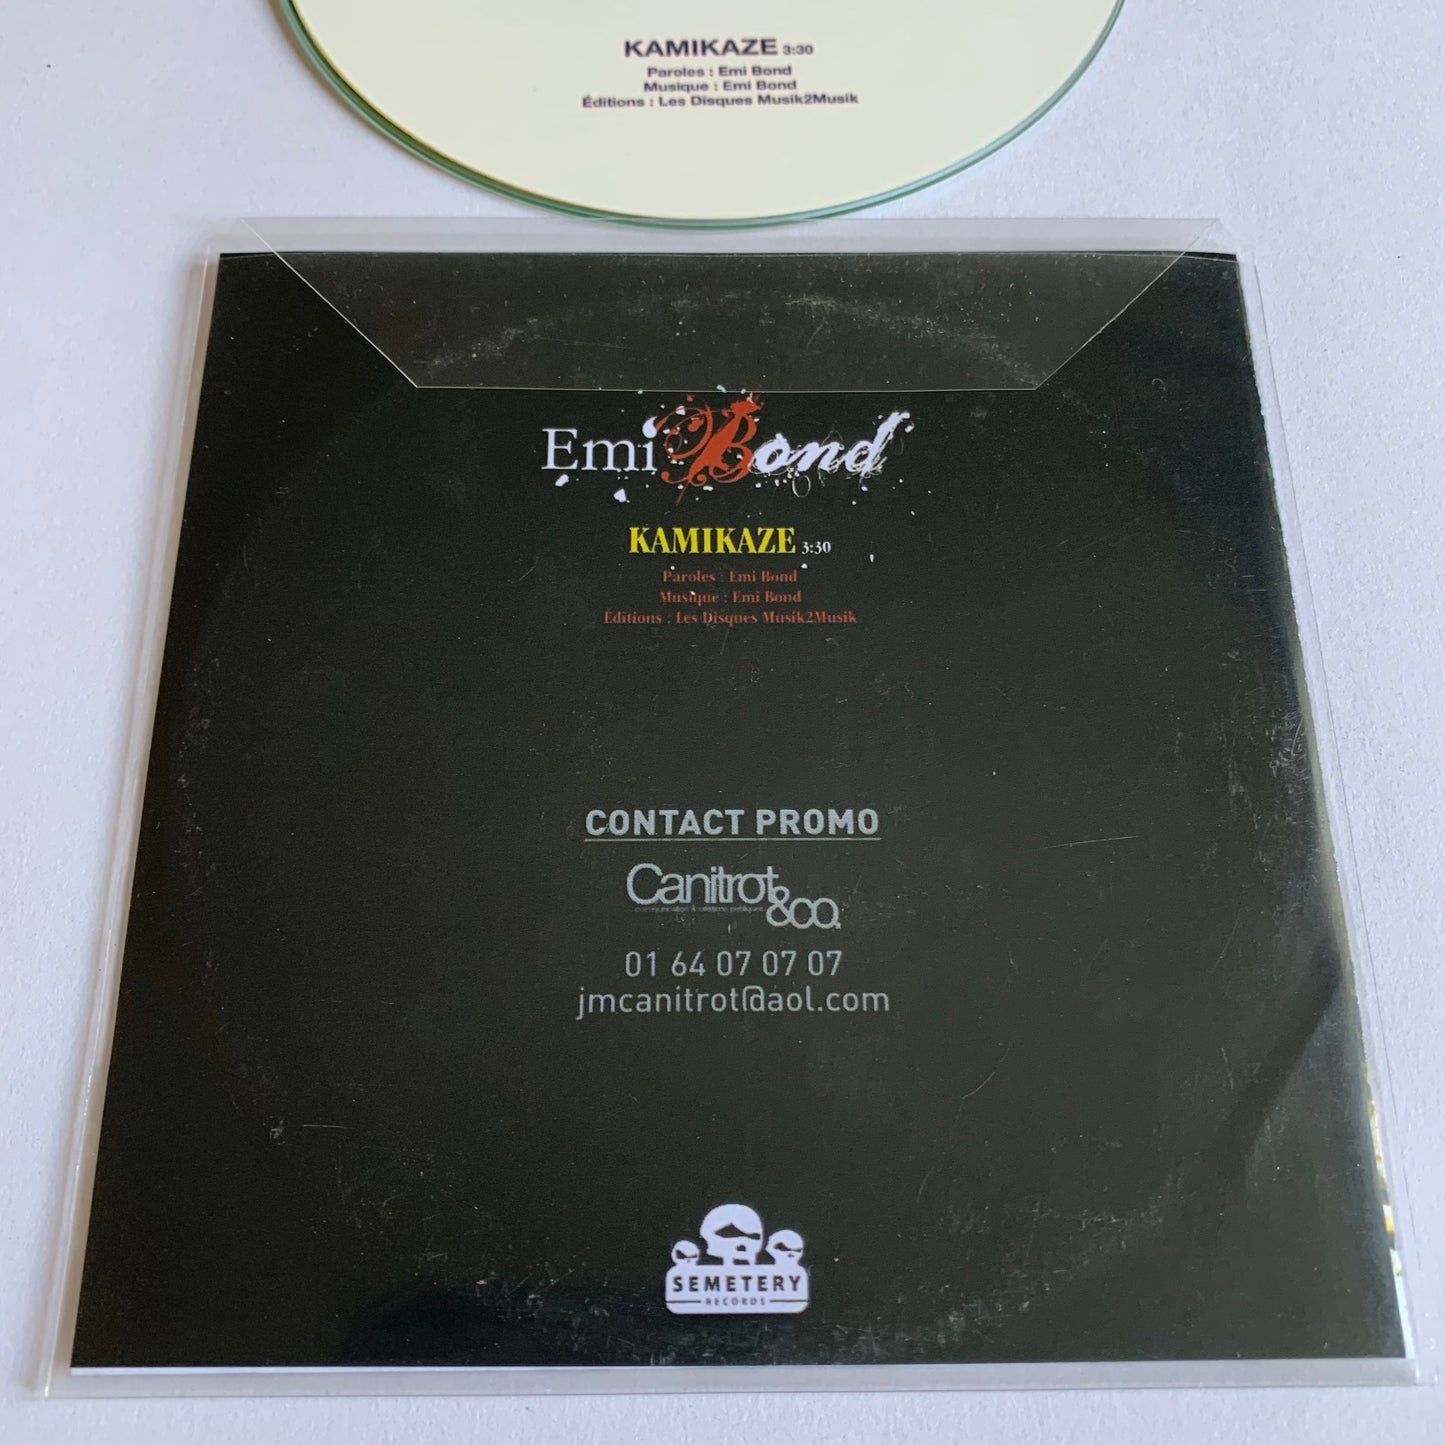 KAMIKAZE 3:30
Paroles : Emi Bond
Musique : Emi Bond
Éditions : Les Disques Musik2Musik
Emi Bond
KAMIKAZE 3:30
Paroles : Emi Bond
Musique : Emi Bond
Éditions : Les Disques Musik2Musik
CONTACT PROMO
Canitrot
&co.
01 64 07 07 07
jmcanitrot@aol.com
SEMETERY
RECORDS